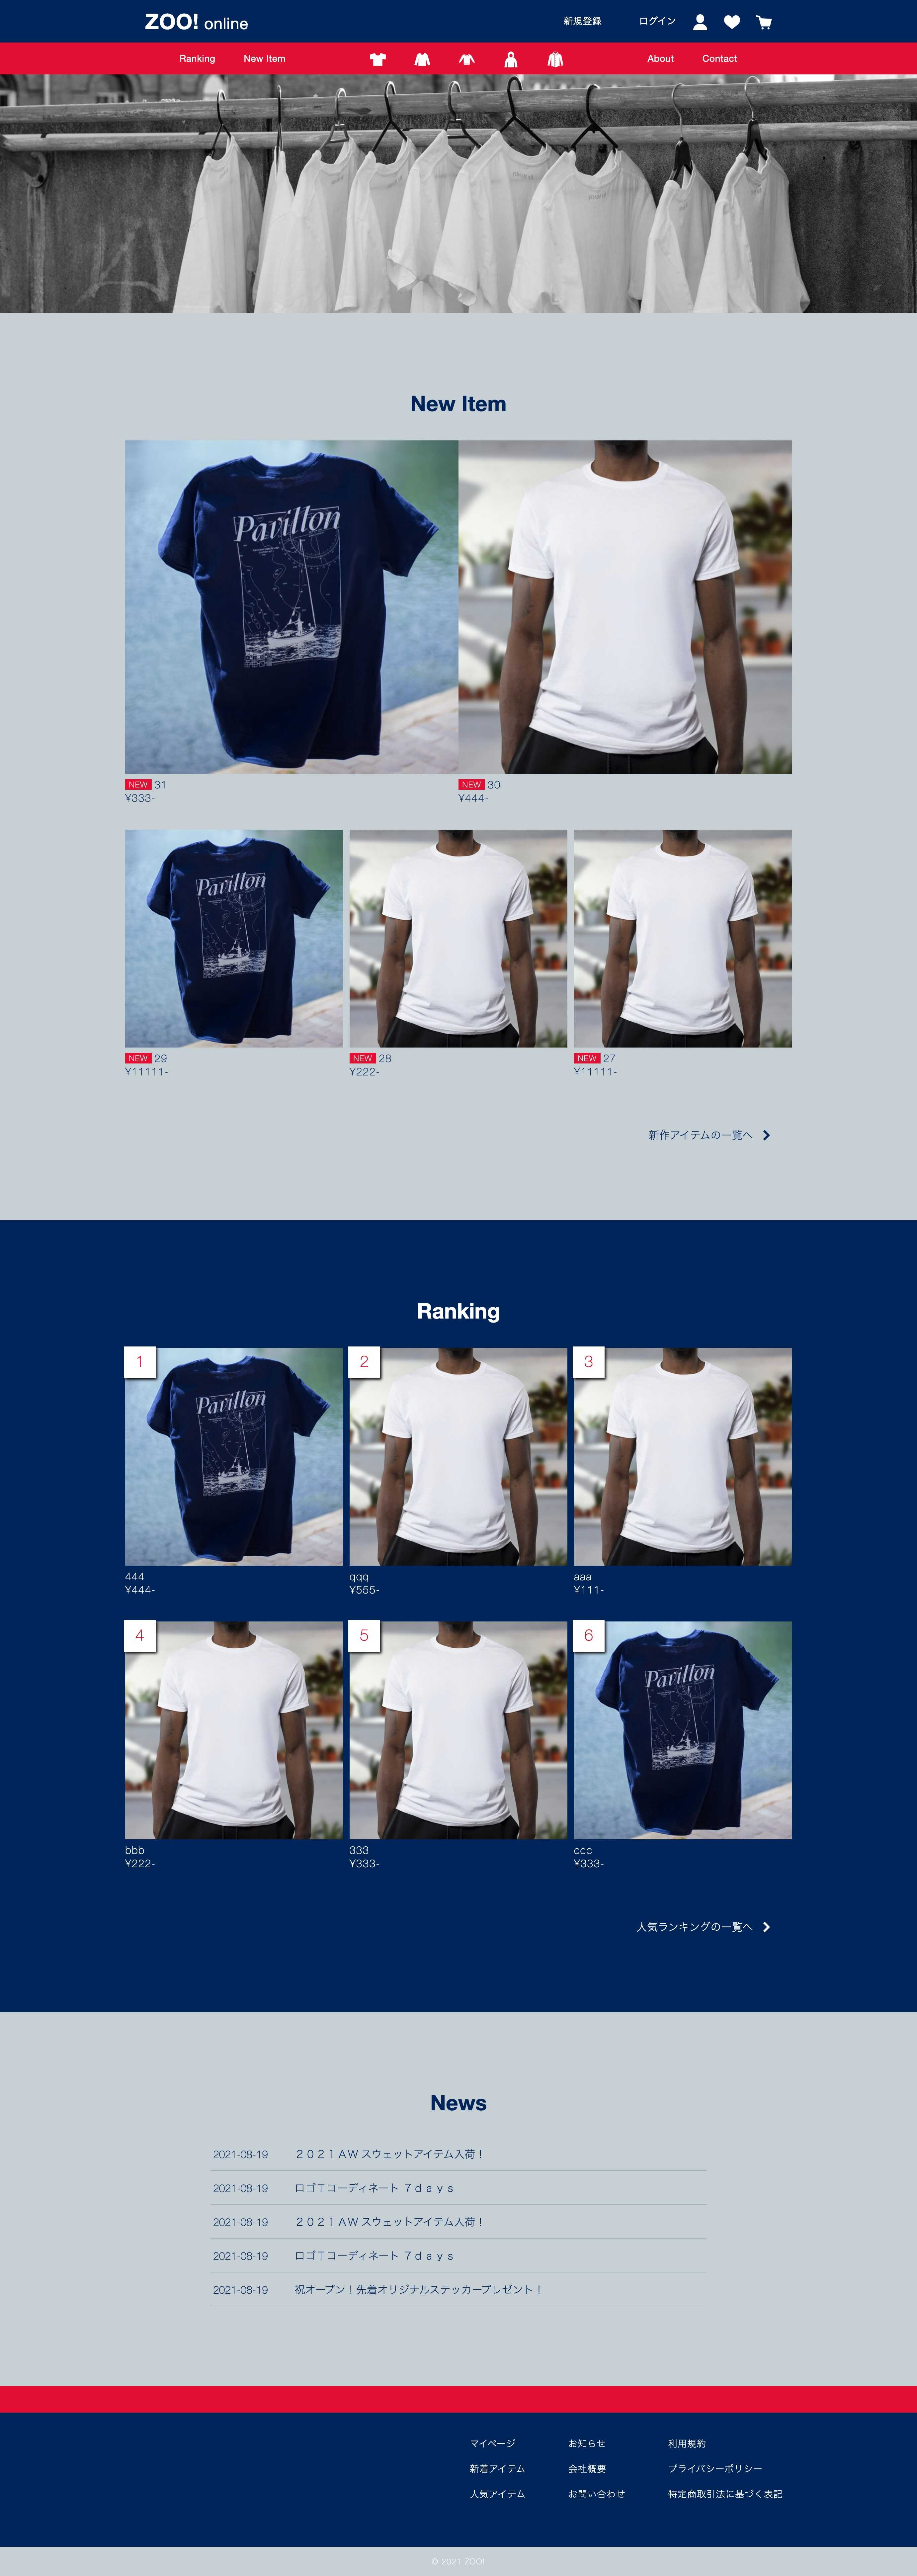 ZOO! online
新規登録
ログイン
Ranking
New Item
About
Contact
New Item
Pavillon
NEW 31
¥333-
NEW 30
¥444-
Pavillon
NEW 29
¥11111-
NEW 28
¥222-
NEW 27
¥11111-
新作アイテムの一覧へ
Ranking
1
Pavillon
2
3
444
¥444-
qqq
¥555-
aaa
¥111-
4
5
6
Pavillon
bbb
¥222-
333
¥333-
ccc
¥333-
人気ランキングの一覧へ
News
2021-08-19 ２０２１ＡＷ スウェットアイテム入荷！
2021-08-19 ロゴＴコーディネート ７ｄａｙｓ
2021-08-19 ２０２１ＡＷ スウェットアイテム入荷！
2021-08-19 ロゴＴコーディネート ７ｄａｙｓ
2021-08-19 祝オープン！先着オリジナルステッカープレゼント！
マイページ お知らせ 利用規約
新着アイテム 会社概要 プライバシーポリシー
人気アイテム お問い合わせ 特定商取引法に基づく表記
© 2021 ZOO!